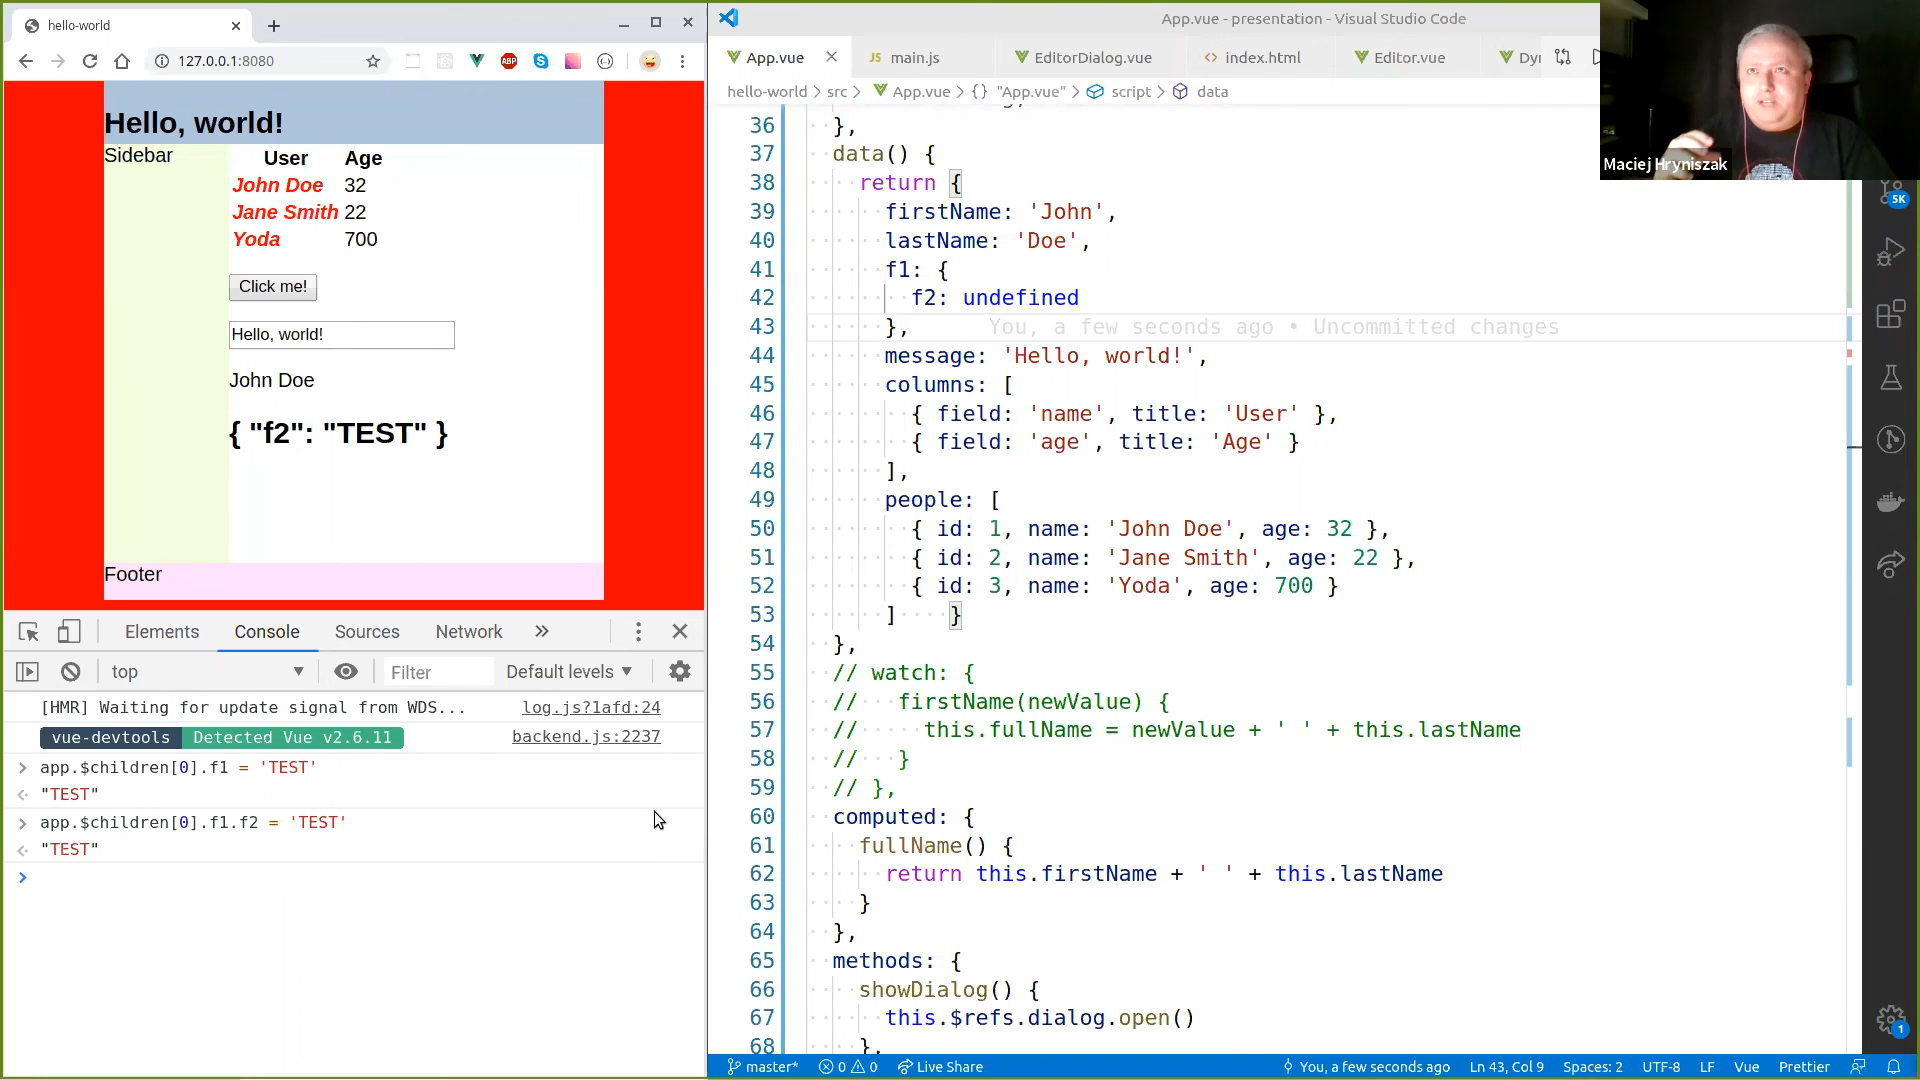 hello-world
127.0.0.1:8080
ABP
Hello, world!
Sidebar
User Age
John Doe 32
Jane Smith 22
Yoda 700
Click me!
Hello, world!
John Doe
{ "f2": "TEST" }
Footer
Elements Console Sources Network »
top Filter Default levels
[HMR] Waiting for update signal from WDS... log.js?1afd:24
vue-devtools Detected Vue v2.6.11 backend.js:2237
> app.$children[0].f1 = 'TEST'
"TEST"
> app.$children[0].f1.f2 = 'TEST'
"TEST"
>
App.vue - presentation - Visual Studio Code
App.vue JS main.js EditorDialog.vue <> index.html Editor.vue Dyr
hello-world > src > App.vue > {} "App.vue" > script > data
36 },
37 data() {
38 return {
39 firstName: 'John',
40 lastName: 'Doe',
41 f1: {
42 f2: undefined
43 }, You, a few seconds ago • Uncommitted changes
44 message: 'Hello, world!',
45 columns: [
46 { field: 'name', title: 'User' },
47 { field: 'age', title: 'Age' }
48 ],
49 people: [
50 { id: 1, name: 'John Doe', age: 32 },
51 { id: 2, name: 'Jane Smith', age: 22 },
52 { id: 3, name: 'Yoda', age: 700 }
53 ] }
54 },
55 // watch: {
56 // firstName(newValue) {
57 // this.fullName = newValue + ' ' + this.lastName
58 // }
59 // },
60 computed: {
61 fullName() {
62 return this.firstName + ' ' + this.lastName
63 }
64 },
65 methods: {
66 showDialog() {
67 this.$refs.dialog.open()
68 },
Maciej Hryniszak
5K
1
master* 0 0 Live Share You, a few seconds ago Ln 43, Col 9 Spaces: 2 UTF-8 LF Vue Prettier